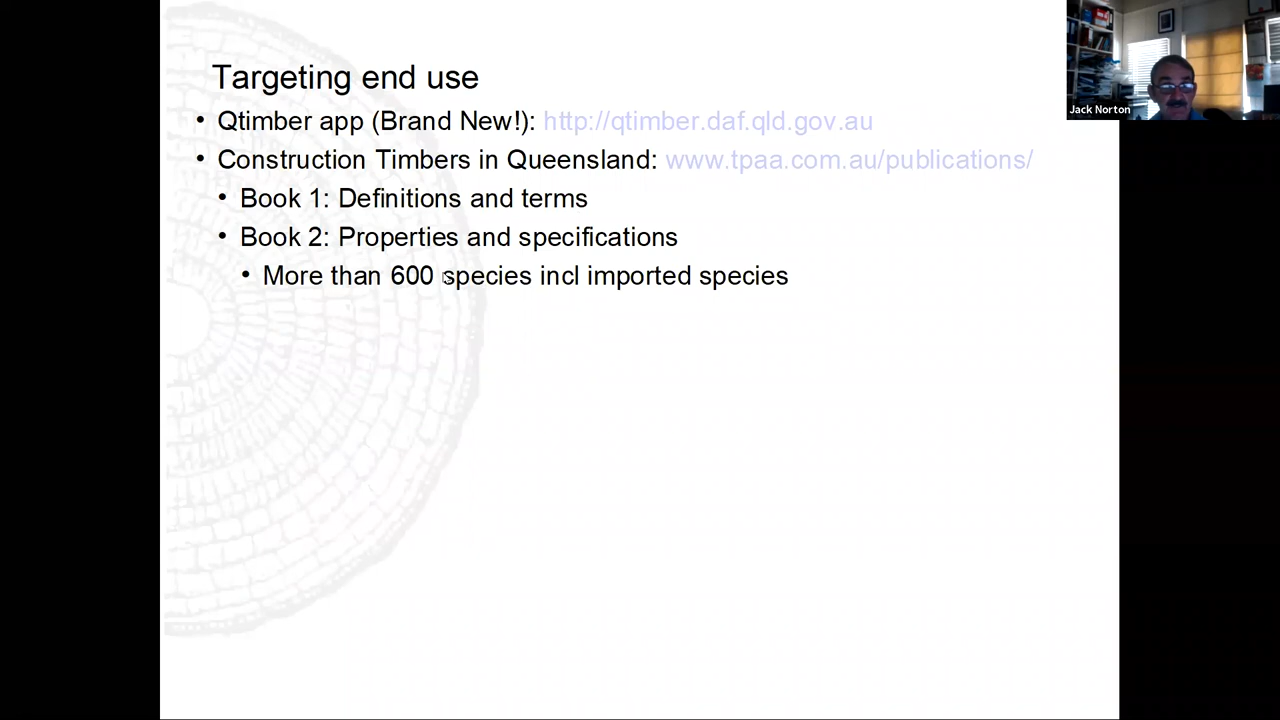 Targeting end use
• Qtimber app (Brand New!): http://qtimber.daf.qld.gov.au
• Construction Timbers in Queensland: www.tpaa.com.au/publications/
• Book 1: Definitions and terms
• Book 2: Properties and specifications
• More than 600 species incl imported species
Jack Norton